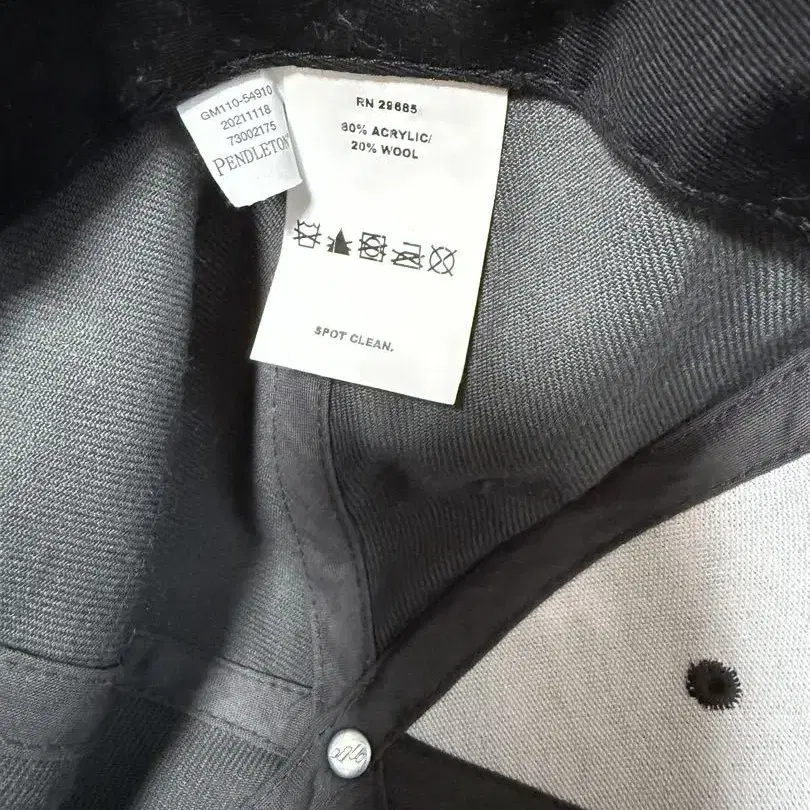 GM110-54910
20211118
73002175
PENDLETON®
RN 29685
80% ACRYLIC/
20% WOOL
SPOT CLEAN.